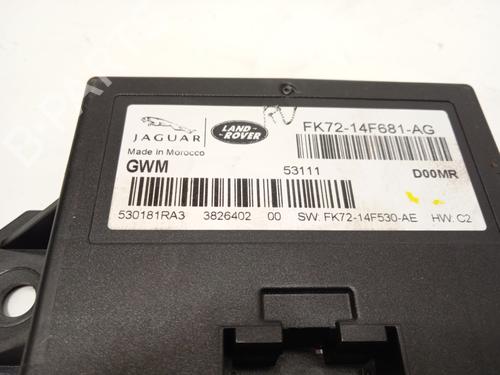 JAGUAR
LAND ROVER
FK72-14F681-AG
Made in Morocco
GWM 53111 D00MR
530181RA3 3826402 00 SW: FK72-14F530-AE HW: C2